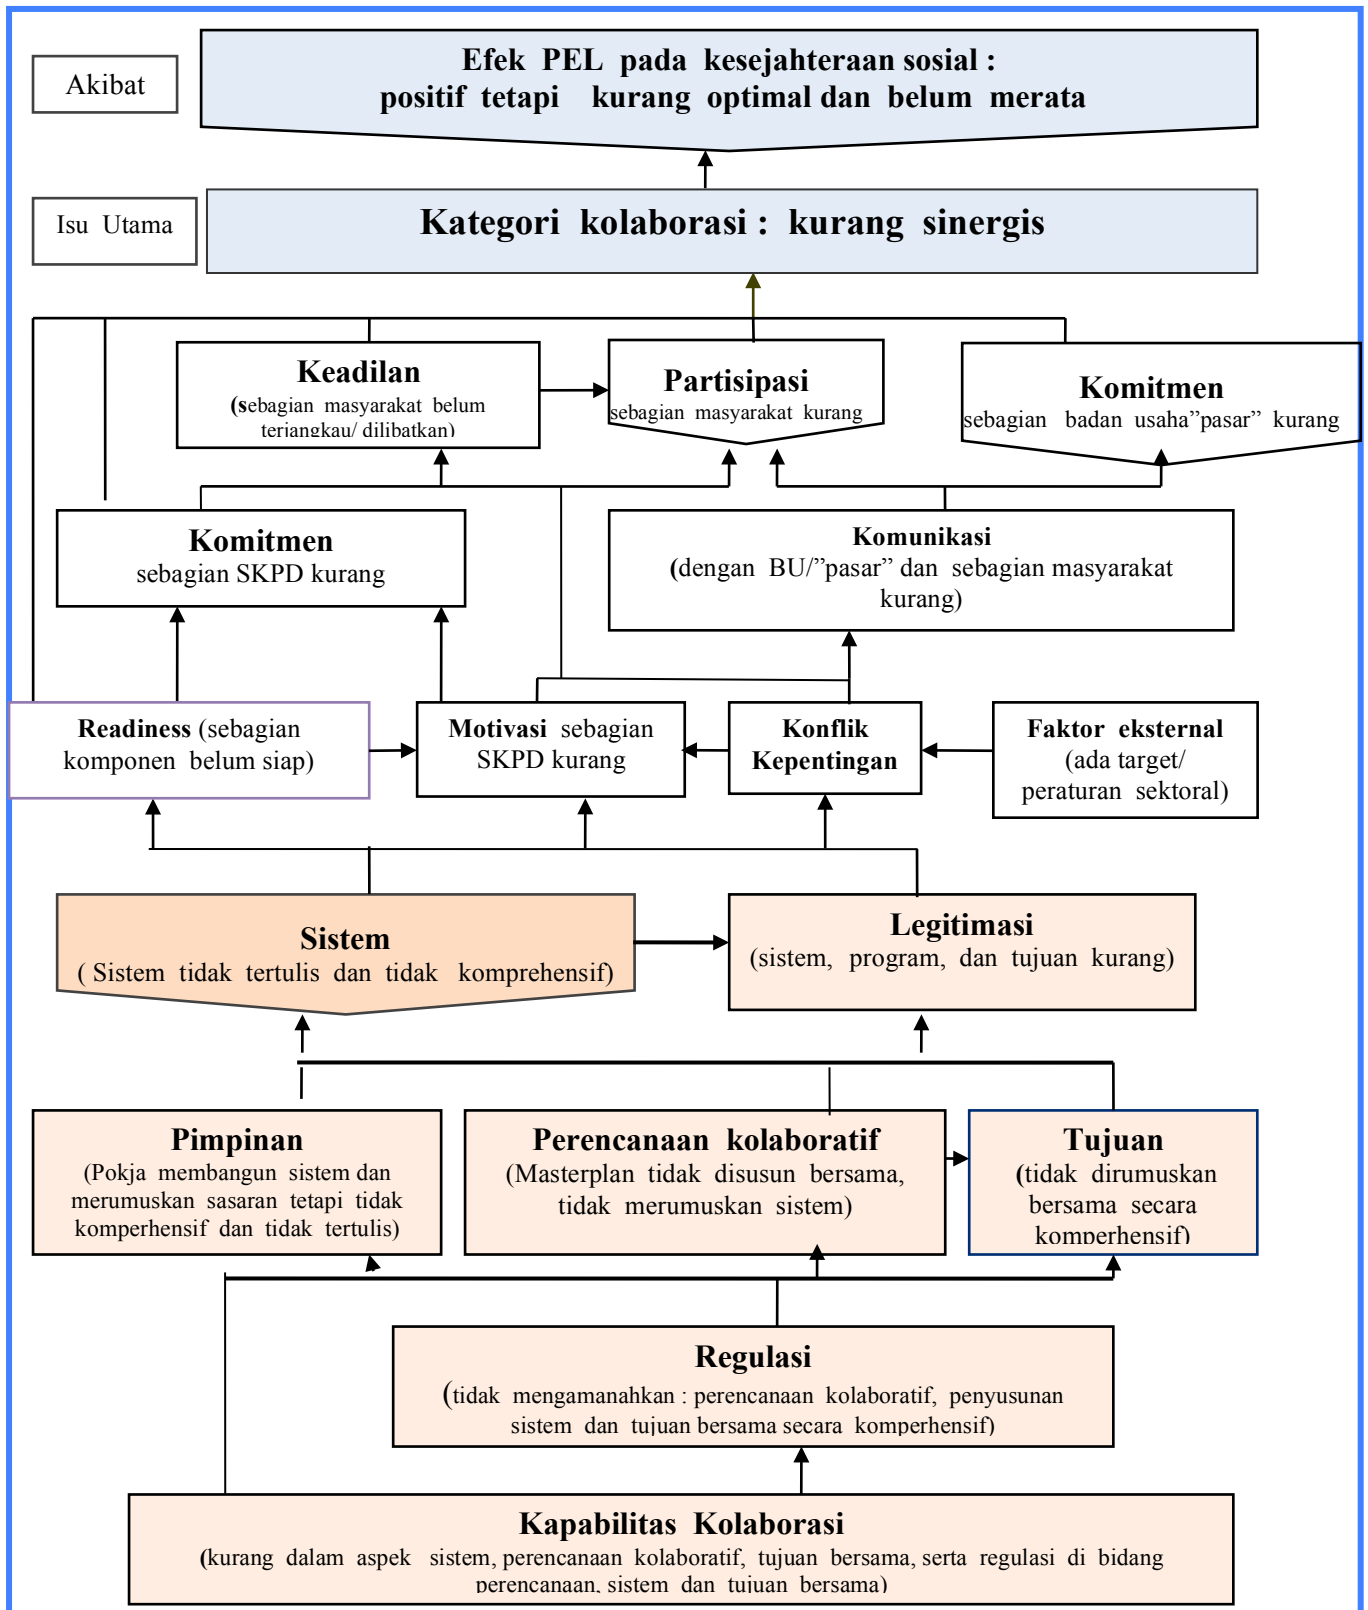 Akibat
Efek PEL pada kesejahteraan sosial :
positif tetapi kurang optimal dan belum merata
Isu Utama
Kategori kolaborasi : kurang sinergis
Keadilan
(sebagian masyarakat belum
terjangkau/ dilibatkan)
Partisipasi
sebagian masyarakat kurang
Komitmen
sebagian badan usaha”pasar” kurang
Komitmen
sebagian SKPD kurang
Komunikasi
(dengan BU/”pasar” dan sebagian masyarakat
kurang)
Readiness (sebagian
komponen belum siap)
Motivasi sebagian
SKPD kurang
Konflik
Kepentingan
Faktor eksternal
(ada target/
peraturan sektoral)
Sistem
( Sistem tidak tertulis dan tidak komprehensif)
Legitimasi
(sistem, program, dan tujuan kurang)
Pimpinan
(Pokja membangun sistem dan
merumuskan sasaran tetapi tidak
komperhensif dan tidak tertulis)
Perencanaan kolaboratif
(Masterplan tidak disusun bersama,
tidak merumuskan sistem)
Tujuan
(tidak dirumuskan
bersama secara
komperhensif)
Regulasi
(tidak mengamanahkan : perencanaan kolaboratif, penyusunan
sistem dan tujuan bersama secara komperhensif)
Kapabilitas Kolaborasi
(kurang dalam aspek sistem, perencanaan kolaboratif, tujuan bersama, serta regulasi di bidang
perencanaan, sistem dan tujuan bersama)